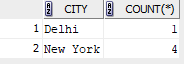 CITY COUNT(*)
1 Delhi 1
2 New York 4